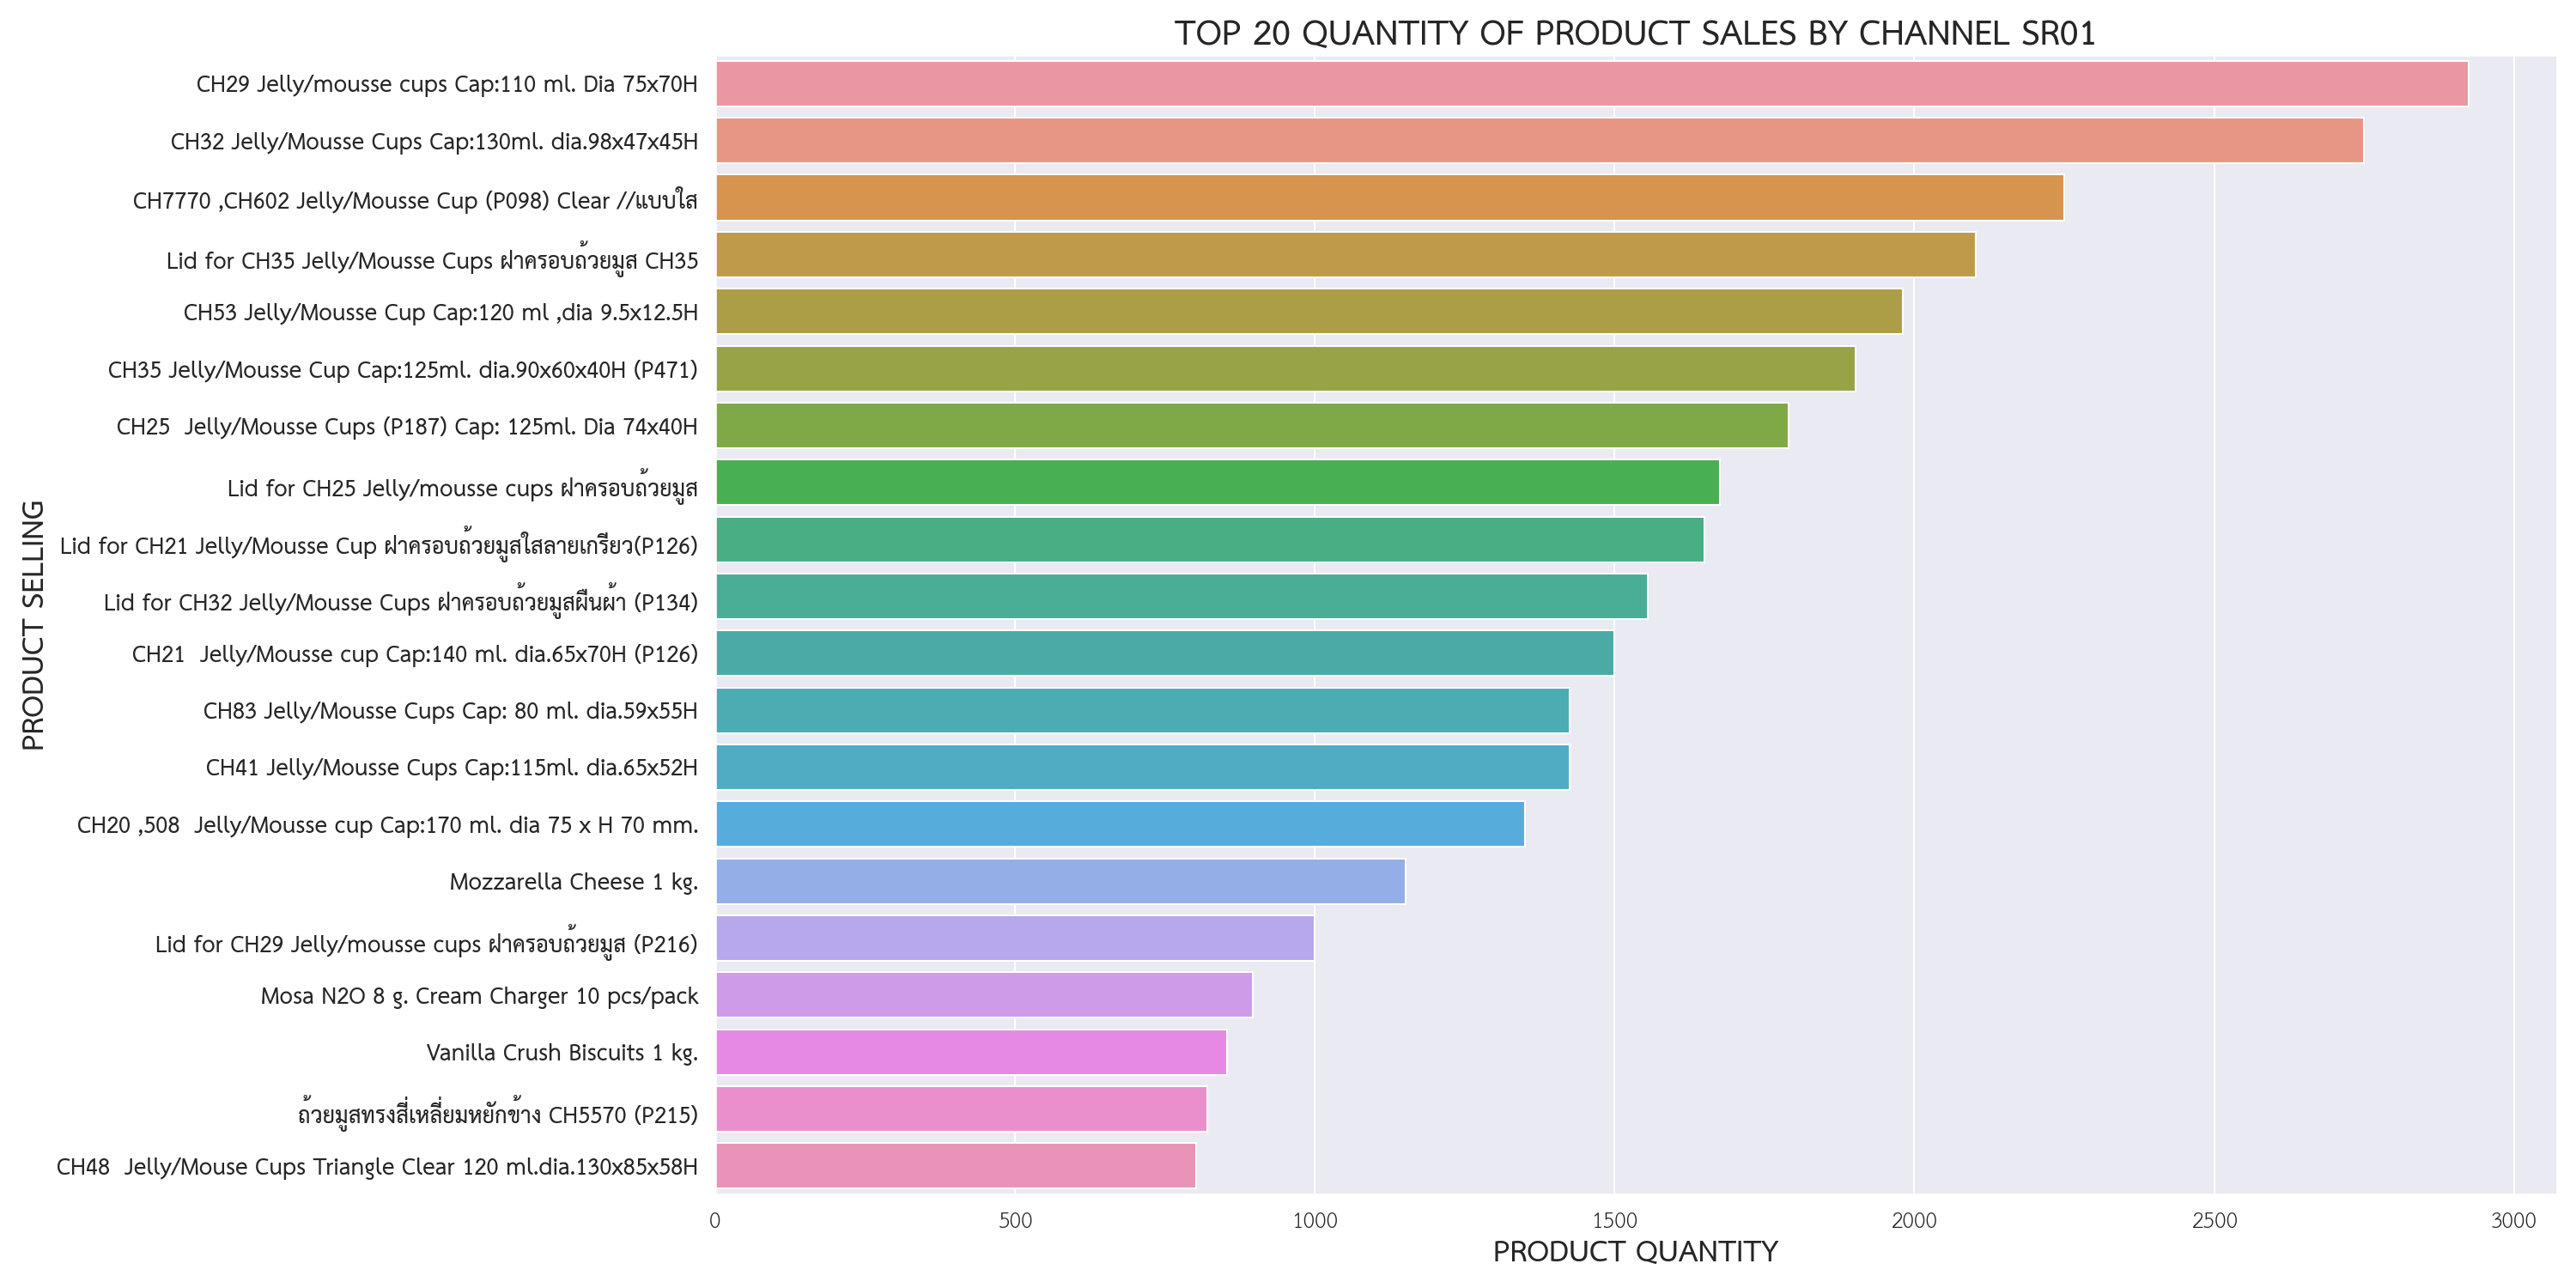 TOP 20 QUANTITY OF PRODUCT SALES BY CHANNEL SR01
PRODUCT SELLING
CH29 Jelly/mousse cups Cap:110 ml. Dia 75x70H
CH32 Jelly/Mousse Cups Cap:130ml. dia.98x47x45H
CH7770 ,CH602 Jelly/Mousse Cup (P098) Clear //แบบใส
Lid for CH35 Jelly/Mousse Cups ฝาครอบถ้วยมูส CH35
CH53 Jelly/Mousse Cup Cap:120 ml ,dia 9.5x12.5H
CH35 Jelly/Mousse Cup Cap:125ml. dia.90x60x40H (P471)
CH25  Jelly/Mousse Cups (P187) Cap: 125ml. Dia 74x40H
Lid for CH25 Jelly/mousse cups ฝาครอบถ้วยมูส
Lid for CH21 Jelly/Mousse Cup ฝาครอบถ้วยมูสใสลายเกรียว(P126)
Lid for CH32 Jelly/Mousse Cups ฝาครอบถ้วยมูสผืนผ้า (P134)
CH21  Jelly/Mousse cup Cap:140 ml. dia.65x70H (P126)
CH83 Jelly/Mousse Cups Cap: 80 ml. dia.59x55H
CH41 Jelly/Mousse Cups Cap:115ml. dia.65x52H
CH20 ,508  Jelly/Mousse cup Cap:170 ml. dia 75 x H 70 mm.
Mozzarella Cheese 1 kg.
Lid for CH29 Jelly/mousse cups ฝาครอบถ้วยมูส (P216)
Mosa N2O 8 g. Cream Charger 10 pcs/pack
Vanilla Crush Biscuits 1 kg.
ถ้วยมูสทรงสี่เหลี่ยมหยักข้าง CH5570 (P215)
CH48  Jelly/Mouse Cups Triangle Clear 120 ml.dia.130x85x58H
0 500 1000 1500 2000 2500 3000
PRODUCT QUANTITY